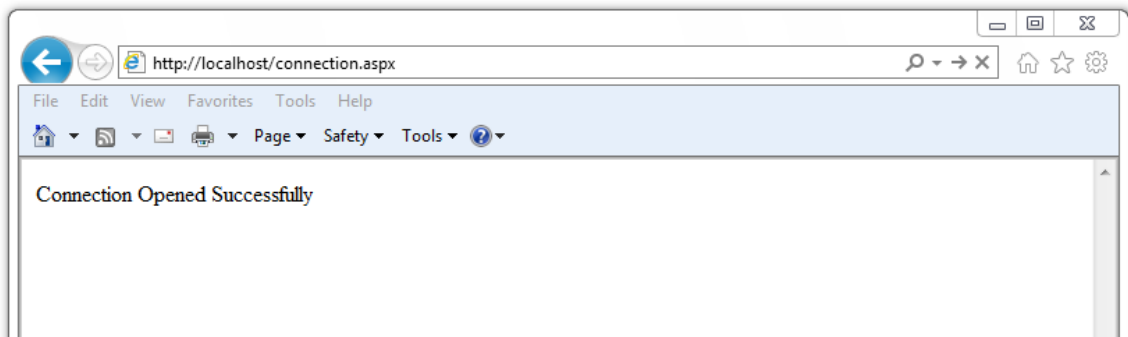 http://localhost/connection.aspx
File Edit View Favorites Tools Help
Page Safety Tools
Connection Opened Successfully